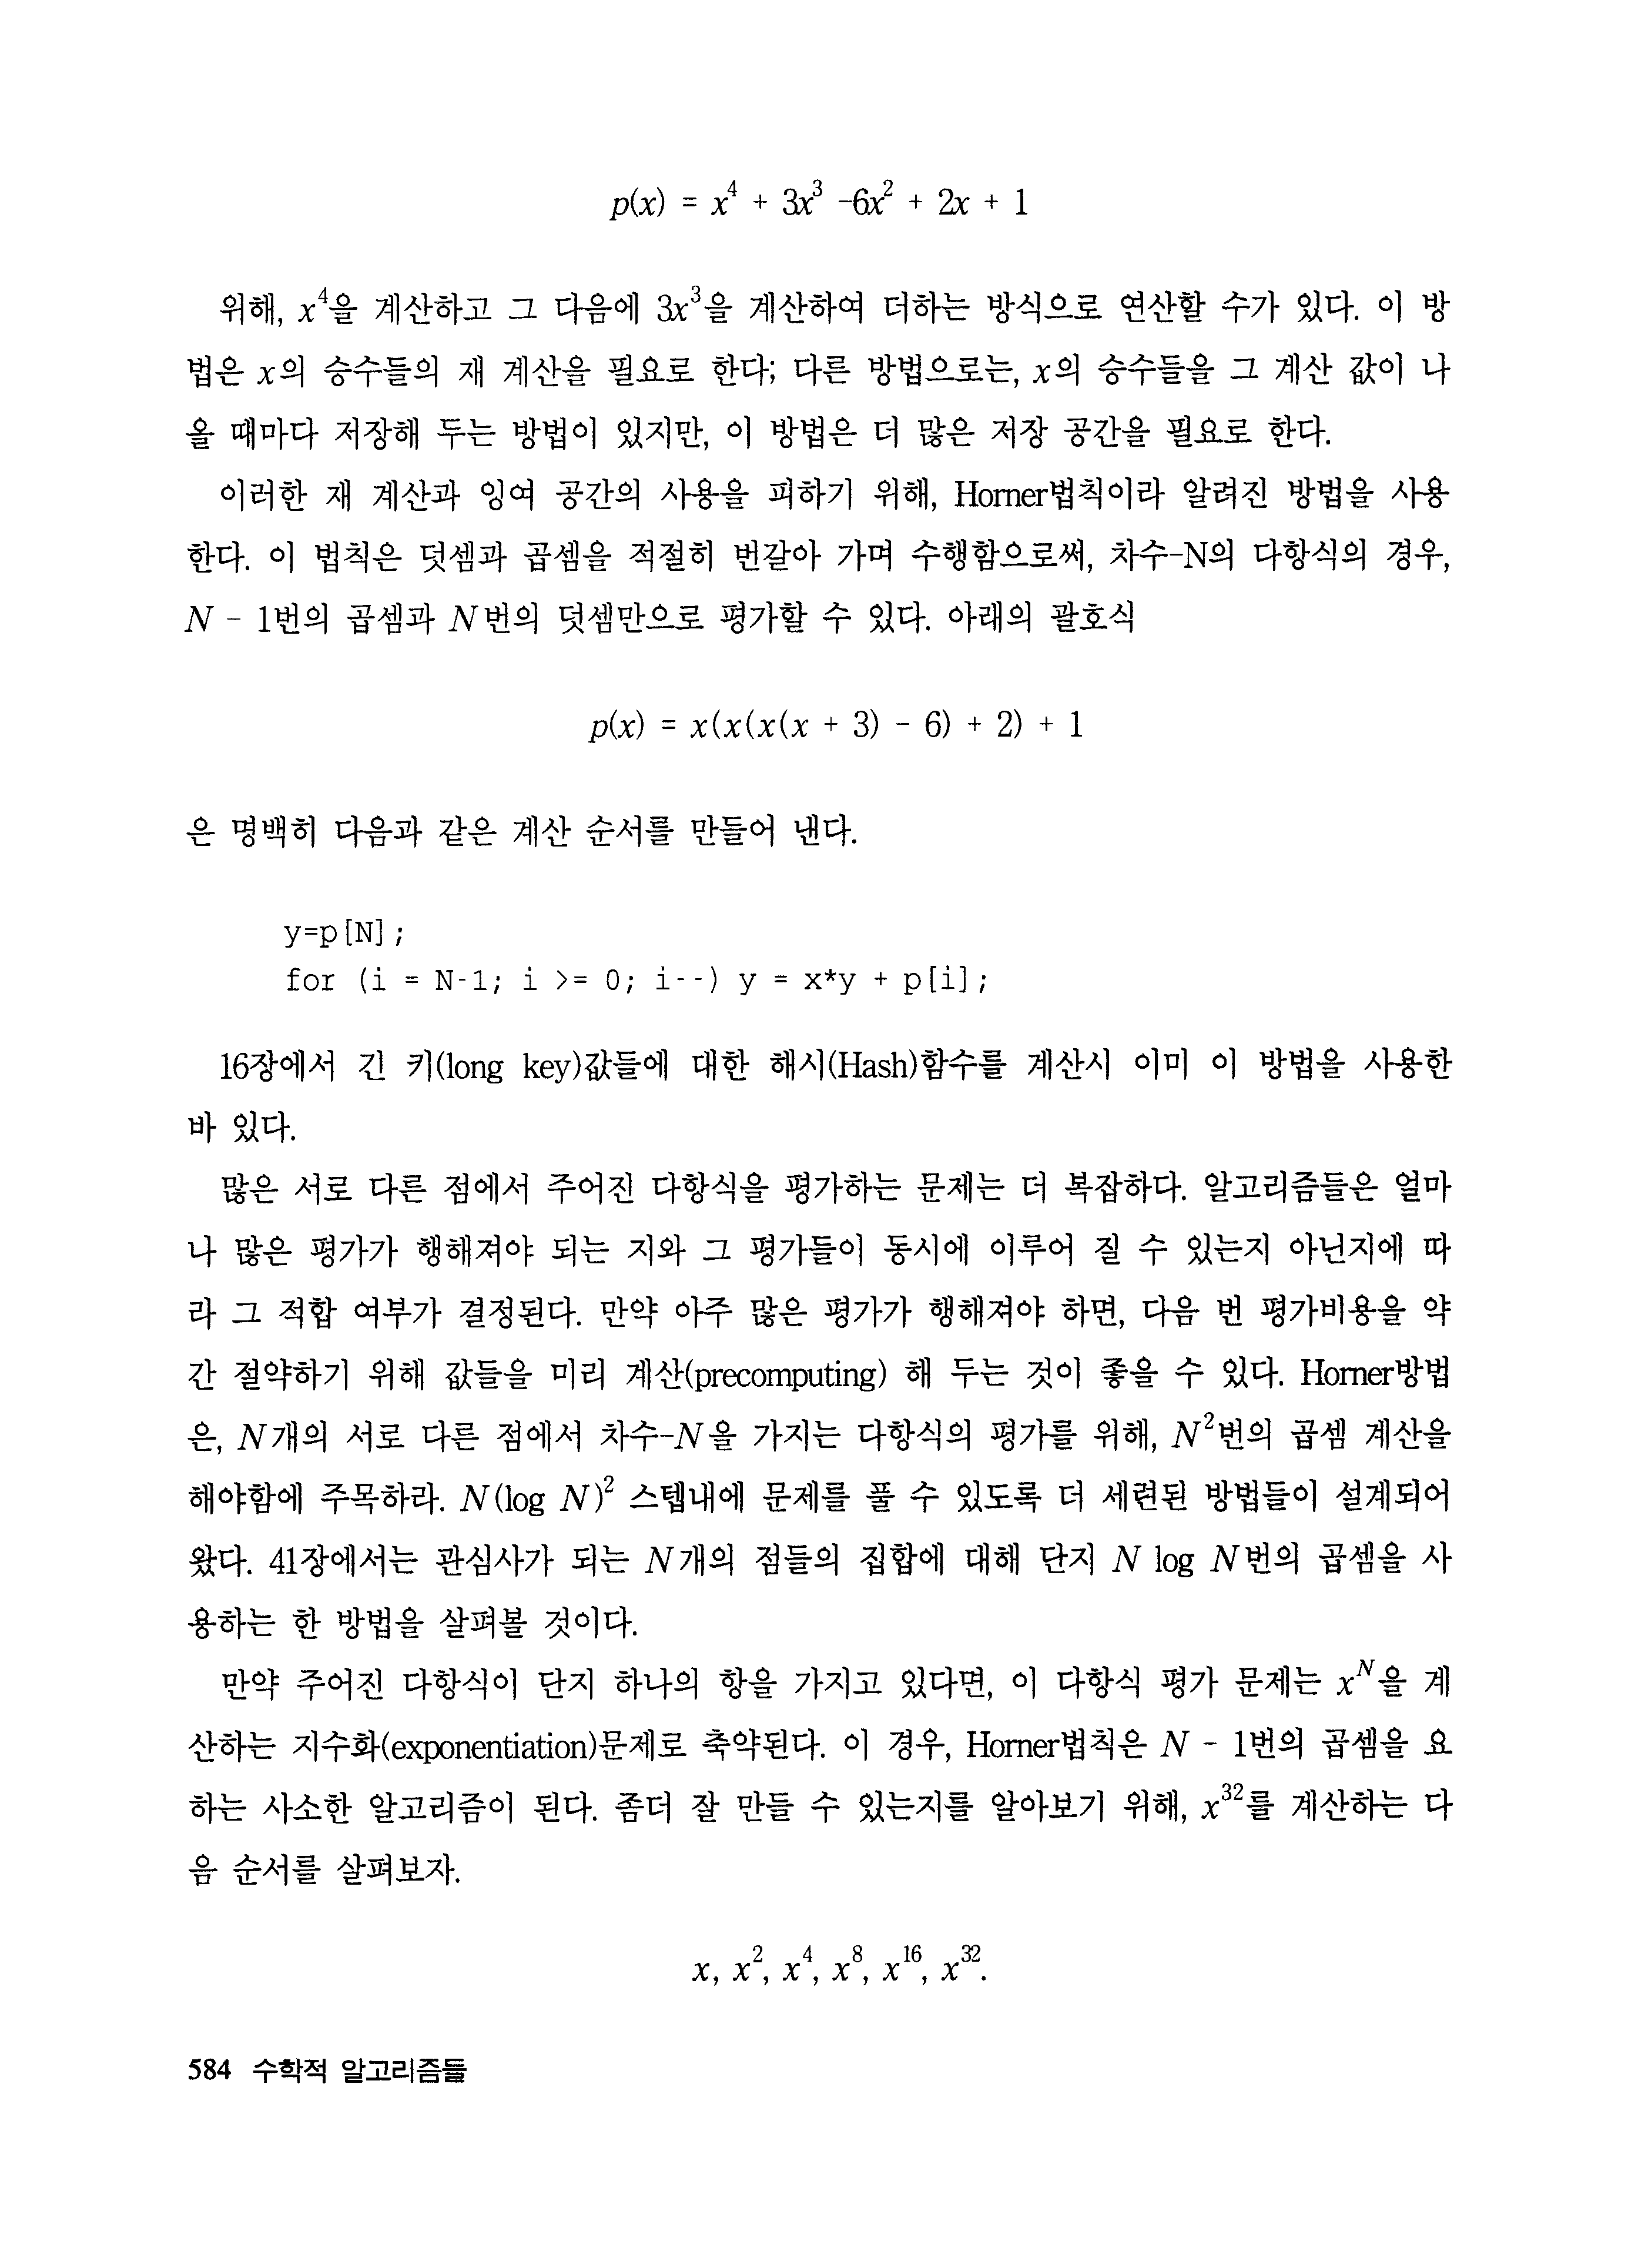 p(x) = x⁴ + 3x³ -6x² + 2x + 1
위해, x⁴을 계산하고 그 다음에 3x³을 계산하여 더하는 방식으로 연산할 수가 있다. 이 방
법은 x의 승수들의 재 계산을 필요로 한다; 다른 방법으로는, x의 승수들을 그 계산 값이 나
올 때마다 저장해 두는 방법이 있지만, 이 방법은 더 많은 저장 공간을 필요로 한다.
이러한 재 계산과 잉여 공간의 사용을 피하기 위해, Horner법칙이라 알려진 방법을 사용
한다. 이 법칙은 덧셈과 곱셈을 적절히 번갈아 가며 수행함으로써, 차수-N의 다항식의 경우,
N - 1번의 곱셈과 N번의 덧셈만으로 평가할 수 있다. 아래의 괄호식
p(x) = x(x(x(x + 3) - 6) + 2) + 1
은 명백히 다음과 같은 계산 순서를 만들어 낸다.
y=p[N];
for (i = N-1; i >= 0; i--) y = x*y + p[i];
16장에서 긴 키(long key)값들에 대한 해시(Hash)함수를 계산시 이미 이 방법을 사용한
바 있다.
많은 서로 다른 점에서 주어진 다항식을 평가하는 문제는 더 복잡하다. 알고리즘들은 얼마
나 많은 평가가 행해져야 되는 지와 그 평가들이 동시에 이루어 질 수 있는지 아닌지에 따
라 그 적합 여부가 결정된다. 만약 아주 많은 평가가 행해져야 하면, 다음 번 평가비용을 약
간 절약하기 위해 값들을 미리 계산(precomputing) 해 두는 것이 좋을 수 있다. Horner방법
은, N개의 서로 다른 점에서 차수-N을 가지는 다항식의 평가를 위해, N²번의 곱셈 계산을
해야함에 주목하라. N(log N)² 스텝내에 문제를 풀 수 있도록 더 세련된 방법들이 설계되어
왔다. 41장에서는 관심사가 되는 N개의 점들의 집합에 대해 단지 N log N번의 곱셈을 사
용하는 한 방법을 살펴볼 것이다.
만약 주어진 다항식이 단지 하나의 항을 가지고 있다면, 이 다항식 평가 문제는 xᴺ을 계
산하는 지수화(exponentiation)문제로 축약된다. 이 경우, Horner법칙은 N - 1번의 곱셈을 요
하는 사소한 알고리즘이 된다. 좀더 잘 만들 수 있는지를 알아보기 위해, x³²를 계산하는 다
음 순서를 살펴보자.
x, x², x⁴, x⁸, x¹⁶, x³².
584 수학적 알고리즘들